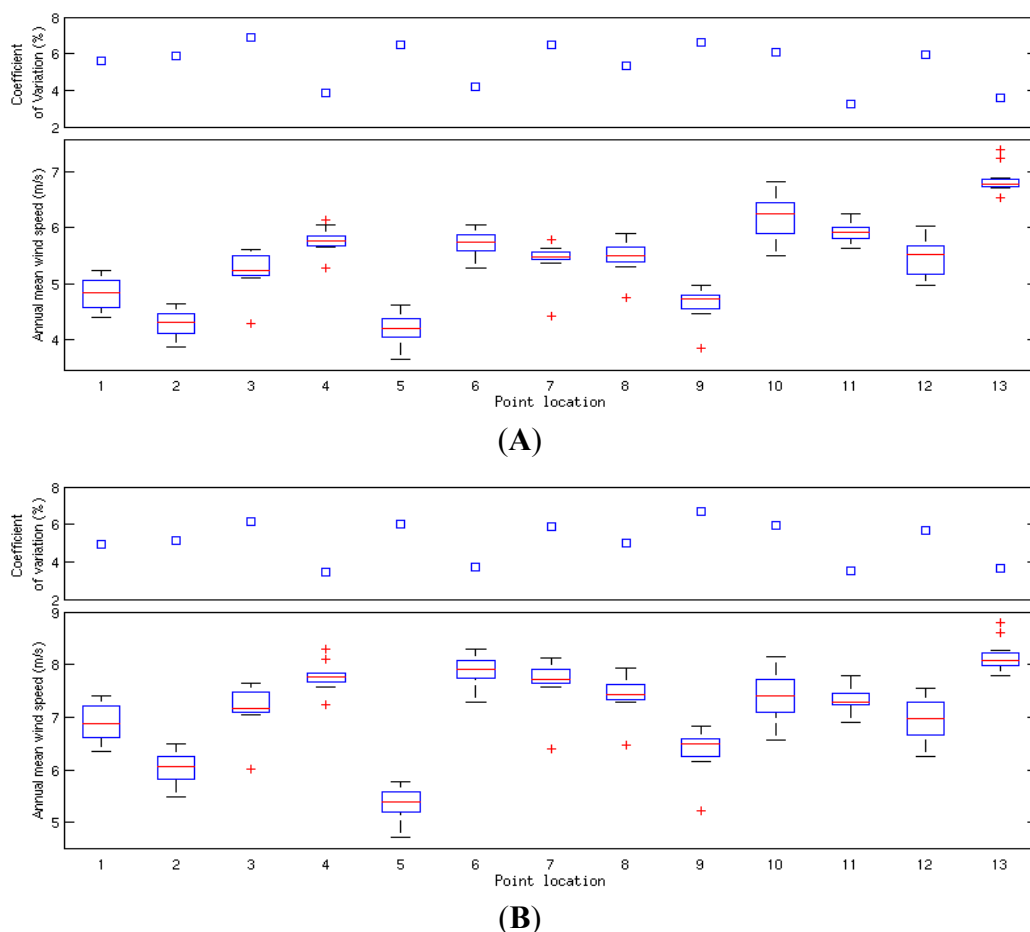 8
6
4
2
Coefficient
of Variation (%)
7
6
5
4
Annual mean wind speed (m/s)
1 2 3 4 5 6 7 8 9 10 11 12 13
Point location
(A)
8
6
4
2
Coefficient
of variation (%)
9
8
7
6
5
Annual mean wind speed (m/s)
1 2 3 4 5 6 7 8 9 10 11 12 13
Point location
(B)